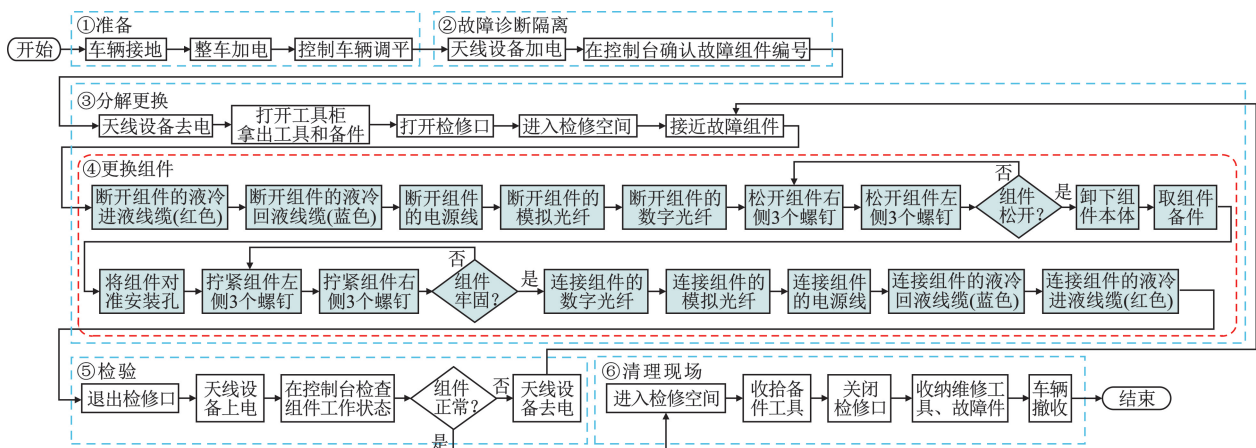 ①准备
②故障诊断隔离
开始
车辆接地
整车加电
控制车辆调平
天线设备加电
在控制台确认故障组件编号
③分解更换
天线设备去电
打开工具柜
拿出工具和备件
打开检修口
进入检修空间
接近故障组件
④更换组件
断开组件的液冷
进液线缆(红色)
断开组件的液冷
回液线缆(蓝色)
断开组件
的电源线
断开组件的
模拟光纤
断开组件的
数字光纤
松开组件右
侧3个螺钉
松开组件左
侧3个螺钉
否
组件
松开?
是
卸下组
件本体
取组件
备件
将组件对
准安装孔
拧紧组件左
侧3个螺钉
拧紧组件右
侧3个螺钉
否
组件
牢固?
是
连接组件的
数字光纤
连接组件的
模拟光纤
连接组件
的电源线
连接组件的液冷
回液线缆(蓝色)
连接组件的液冷
进液线缆(红色)
⑤检验
退出检修口
天线设
备上电
在控制台检查
组件工作状态
组件
正常?
否
是
天线设
备去电
⑥清理现场
进入检修空间
收拾备
件工具
关闭
检修口
收纳维修工
具、故障件
车辆
撤收
结束